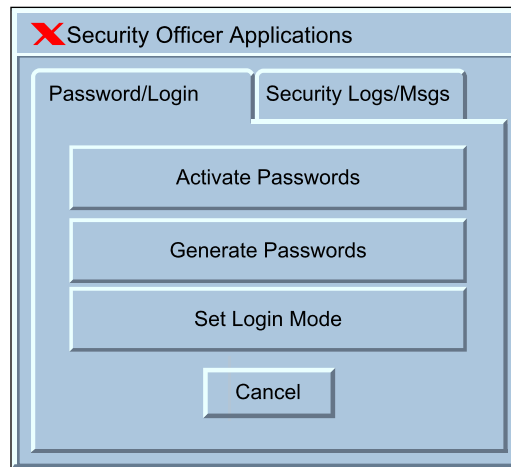 Security Officer Applications
Password/Login
Security Logs/Msgs
Activate Passwords
Generate Passwords
Set Login Mode
Cancel